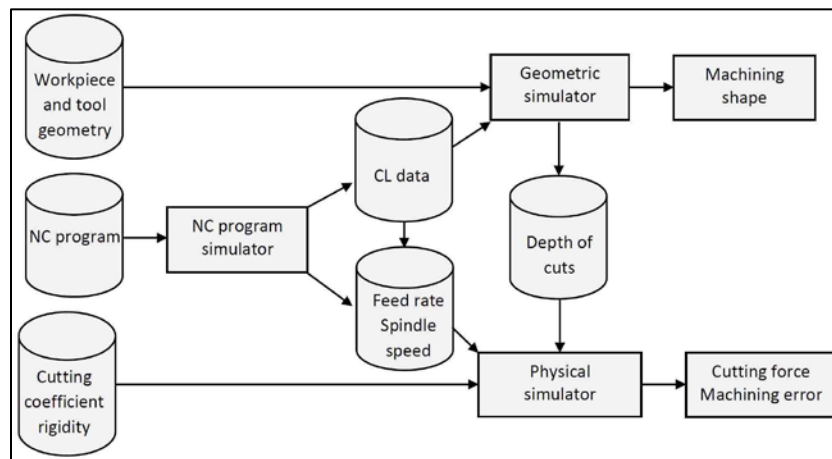 Workpiece
and tool
geometry
Geometric
simulator
Machining
shape
CL data
NC program
NC program
simulator
Depth of
cuts
Feed rate
Spindle
speed
Cutting
coefficient
rigidity
Physical
simulator
Cutting force
Machining error